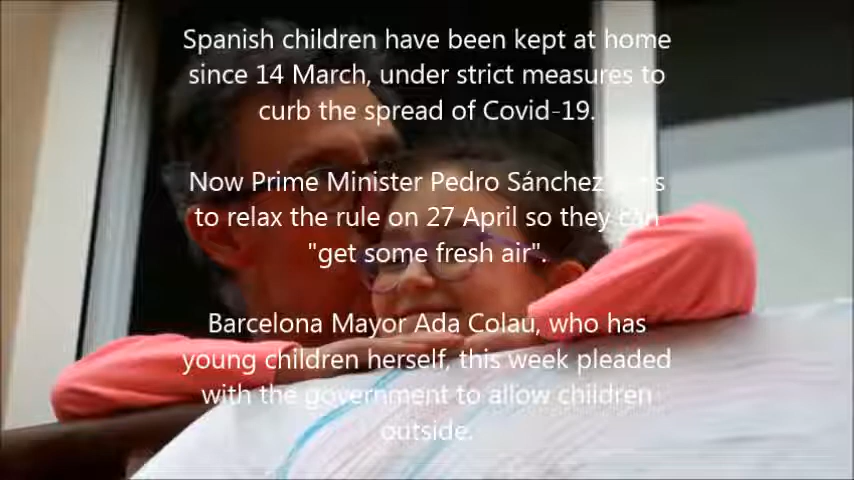 Spanish children have been kept at home
since 14 March, under strict measures to
curb the spread of Covid-19.
Now Prime Minister Pedro Sánchez
to relax the rule on 27 April so they can
"get some fresh air".
Barcelona Mayor Ada Colau, who has
young children herself, this week pleaded
with the government to allow children
outside.